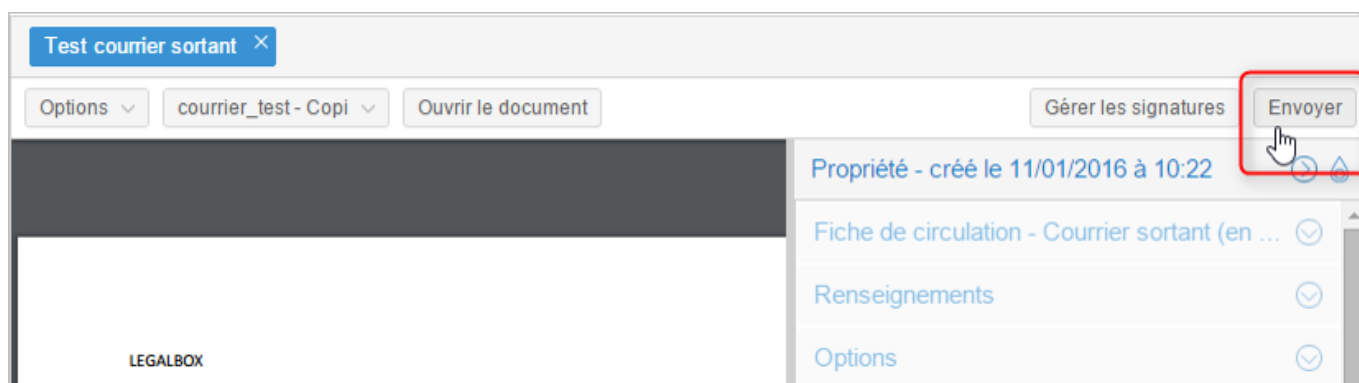 Test courrier sortant ×
Options courrier_test - Copi Ouvrir le document Gérer les signatures Envoyer
Propriété - créé le 11/01/2016 à 10:22
Fiche de circulation - Courrier sortant (en ...
Renseignements
LEGALBOX Options